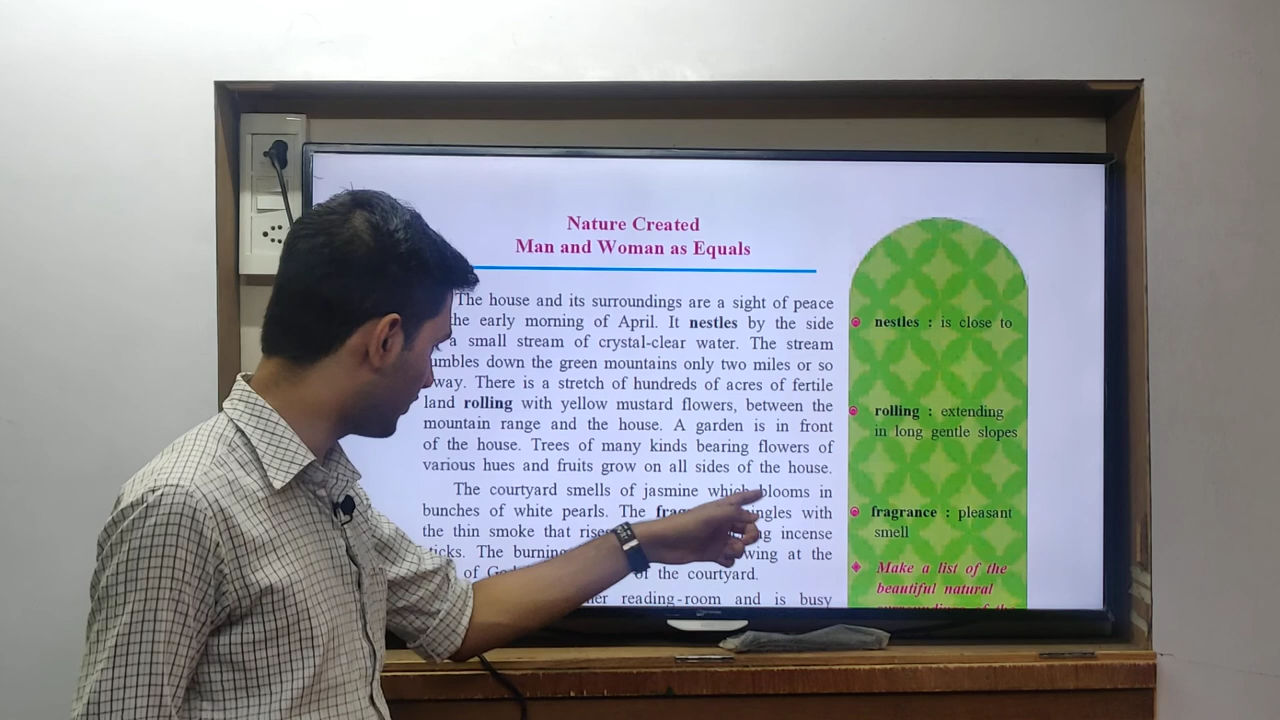 Nature Created
Man and Woman as Equals
The house and its surroundings are a sight of peace
the early morning of April. It nestles by the side
a small stream of crystal-clear water. The stream
umbles down the green mountains only two miles or so
way. There is a stretch of hundreds of acres of fertile
land rolling with yellow mustard flowers, between the
mountain range and the house. A garden is in front
of the house. Trees of many kinds bearing flowers of
various hues and fruits grow on all sides of the house.
The courtyard smells of jasmine which blooms in
bunches of white pearls. The with
the thin smoke that incense
The at the
of of the courtyard.
reading-room and is busy
nestles : is close to
rolling : extending
in long gentle slopes
fragrance : pleasant
smell
Make a list of the
beautiful natural